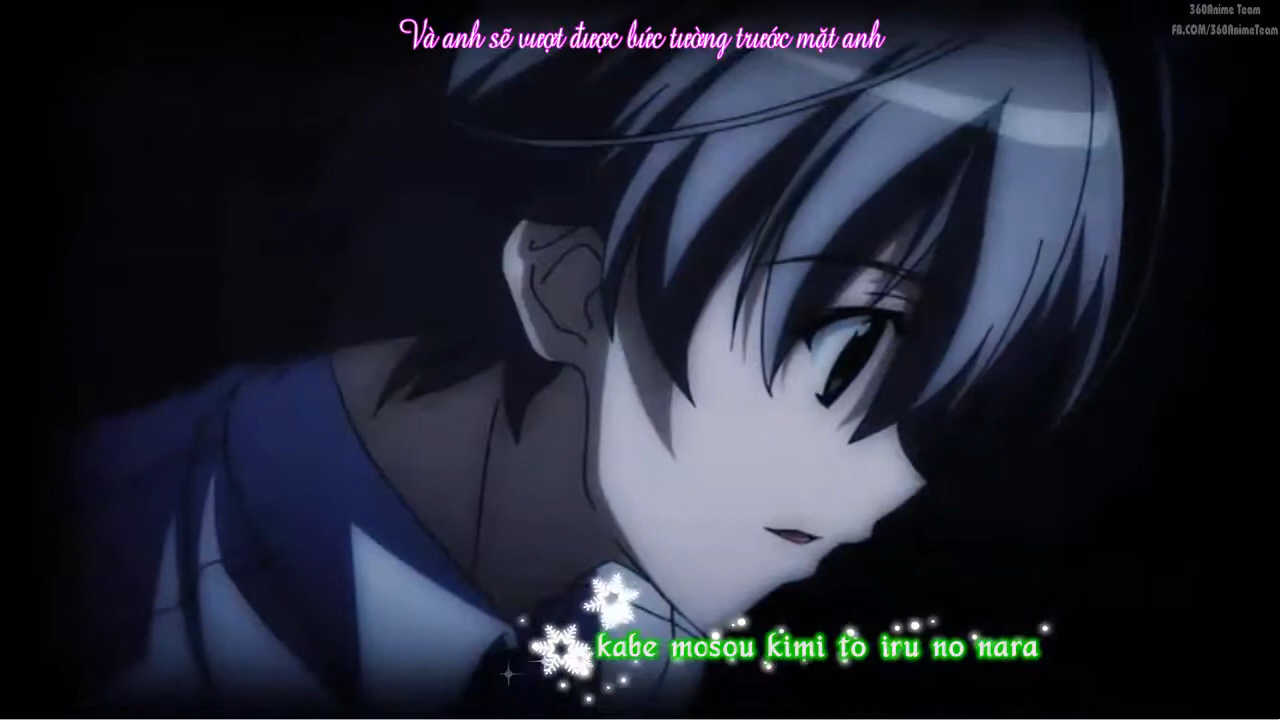 360Anime Team
FB.COM/360AnimeTeam
Và anh sẽ vượt được bức tường trước mặt anh
kabe mosou kimi to iru no nara